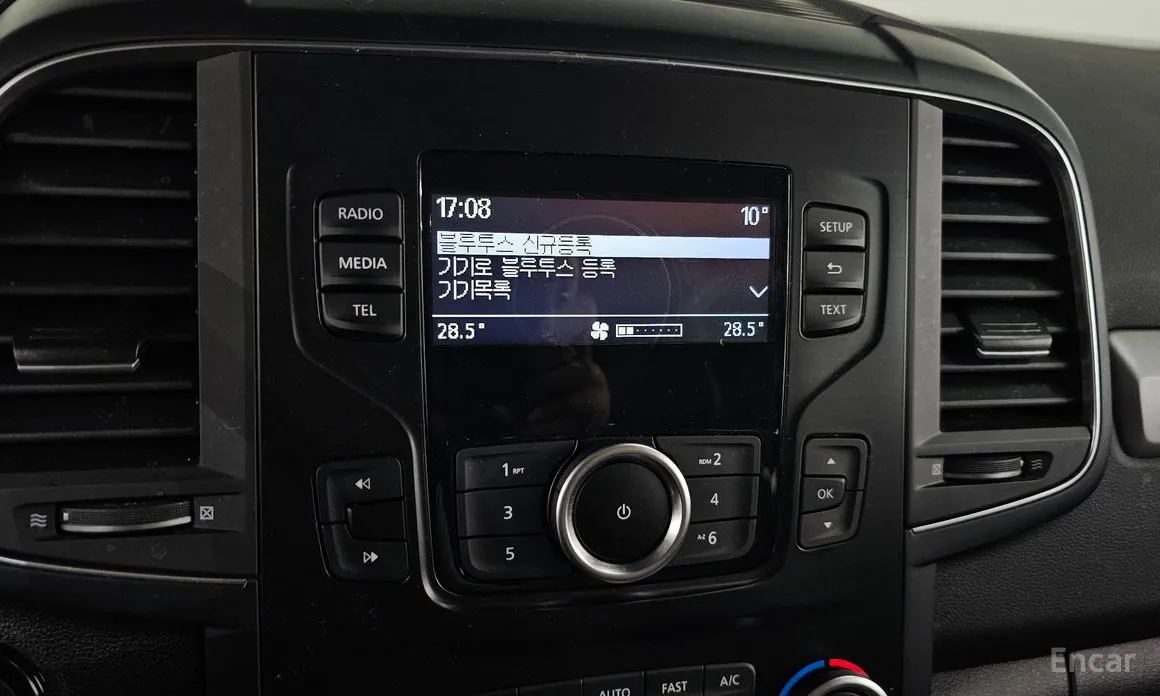 RADIO
MEDIA
TEL
17:08
10°
블루투스 신규등록
기기로 블루투스 등록
기기목록
28.5°
28.5°
SETUP
TEXT
1 RPT
RDM 2
3
4
5
A-Z 6
OK
AUTO
FAST
A/C
Encar